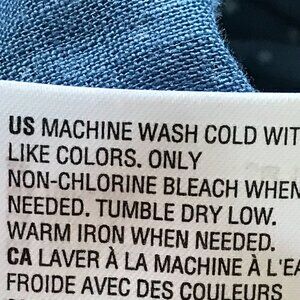 US MACHINE WASH COLD WIT
LIKE COLORS. ONLY
NON-CHLORINE BLEACH WHEN
NEEDED. TUMBLE DRY LOW.
WARM IRON WHEN NEEDED.
CA LAVER À LA MACHINE À L'EA
FROIDE AVEC DES COULEURS